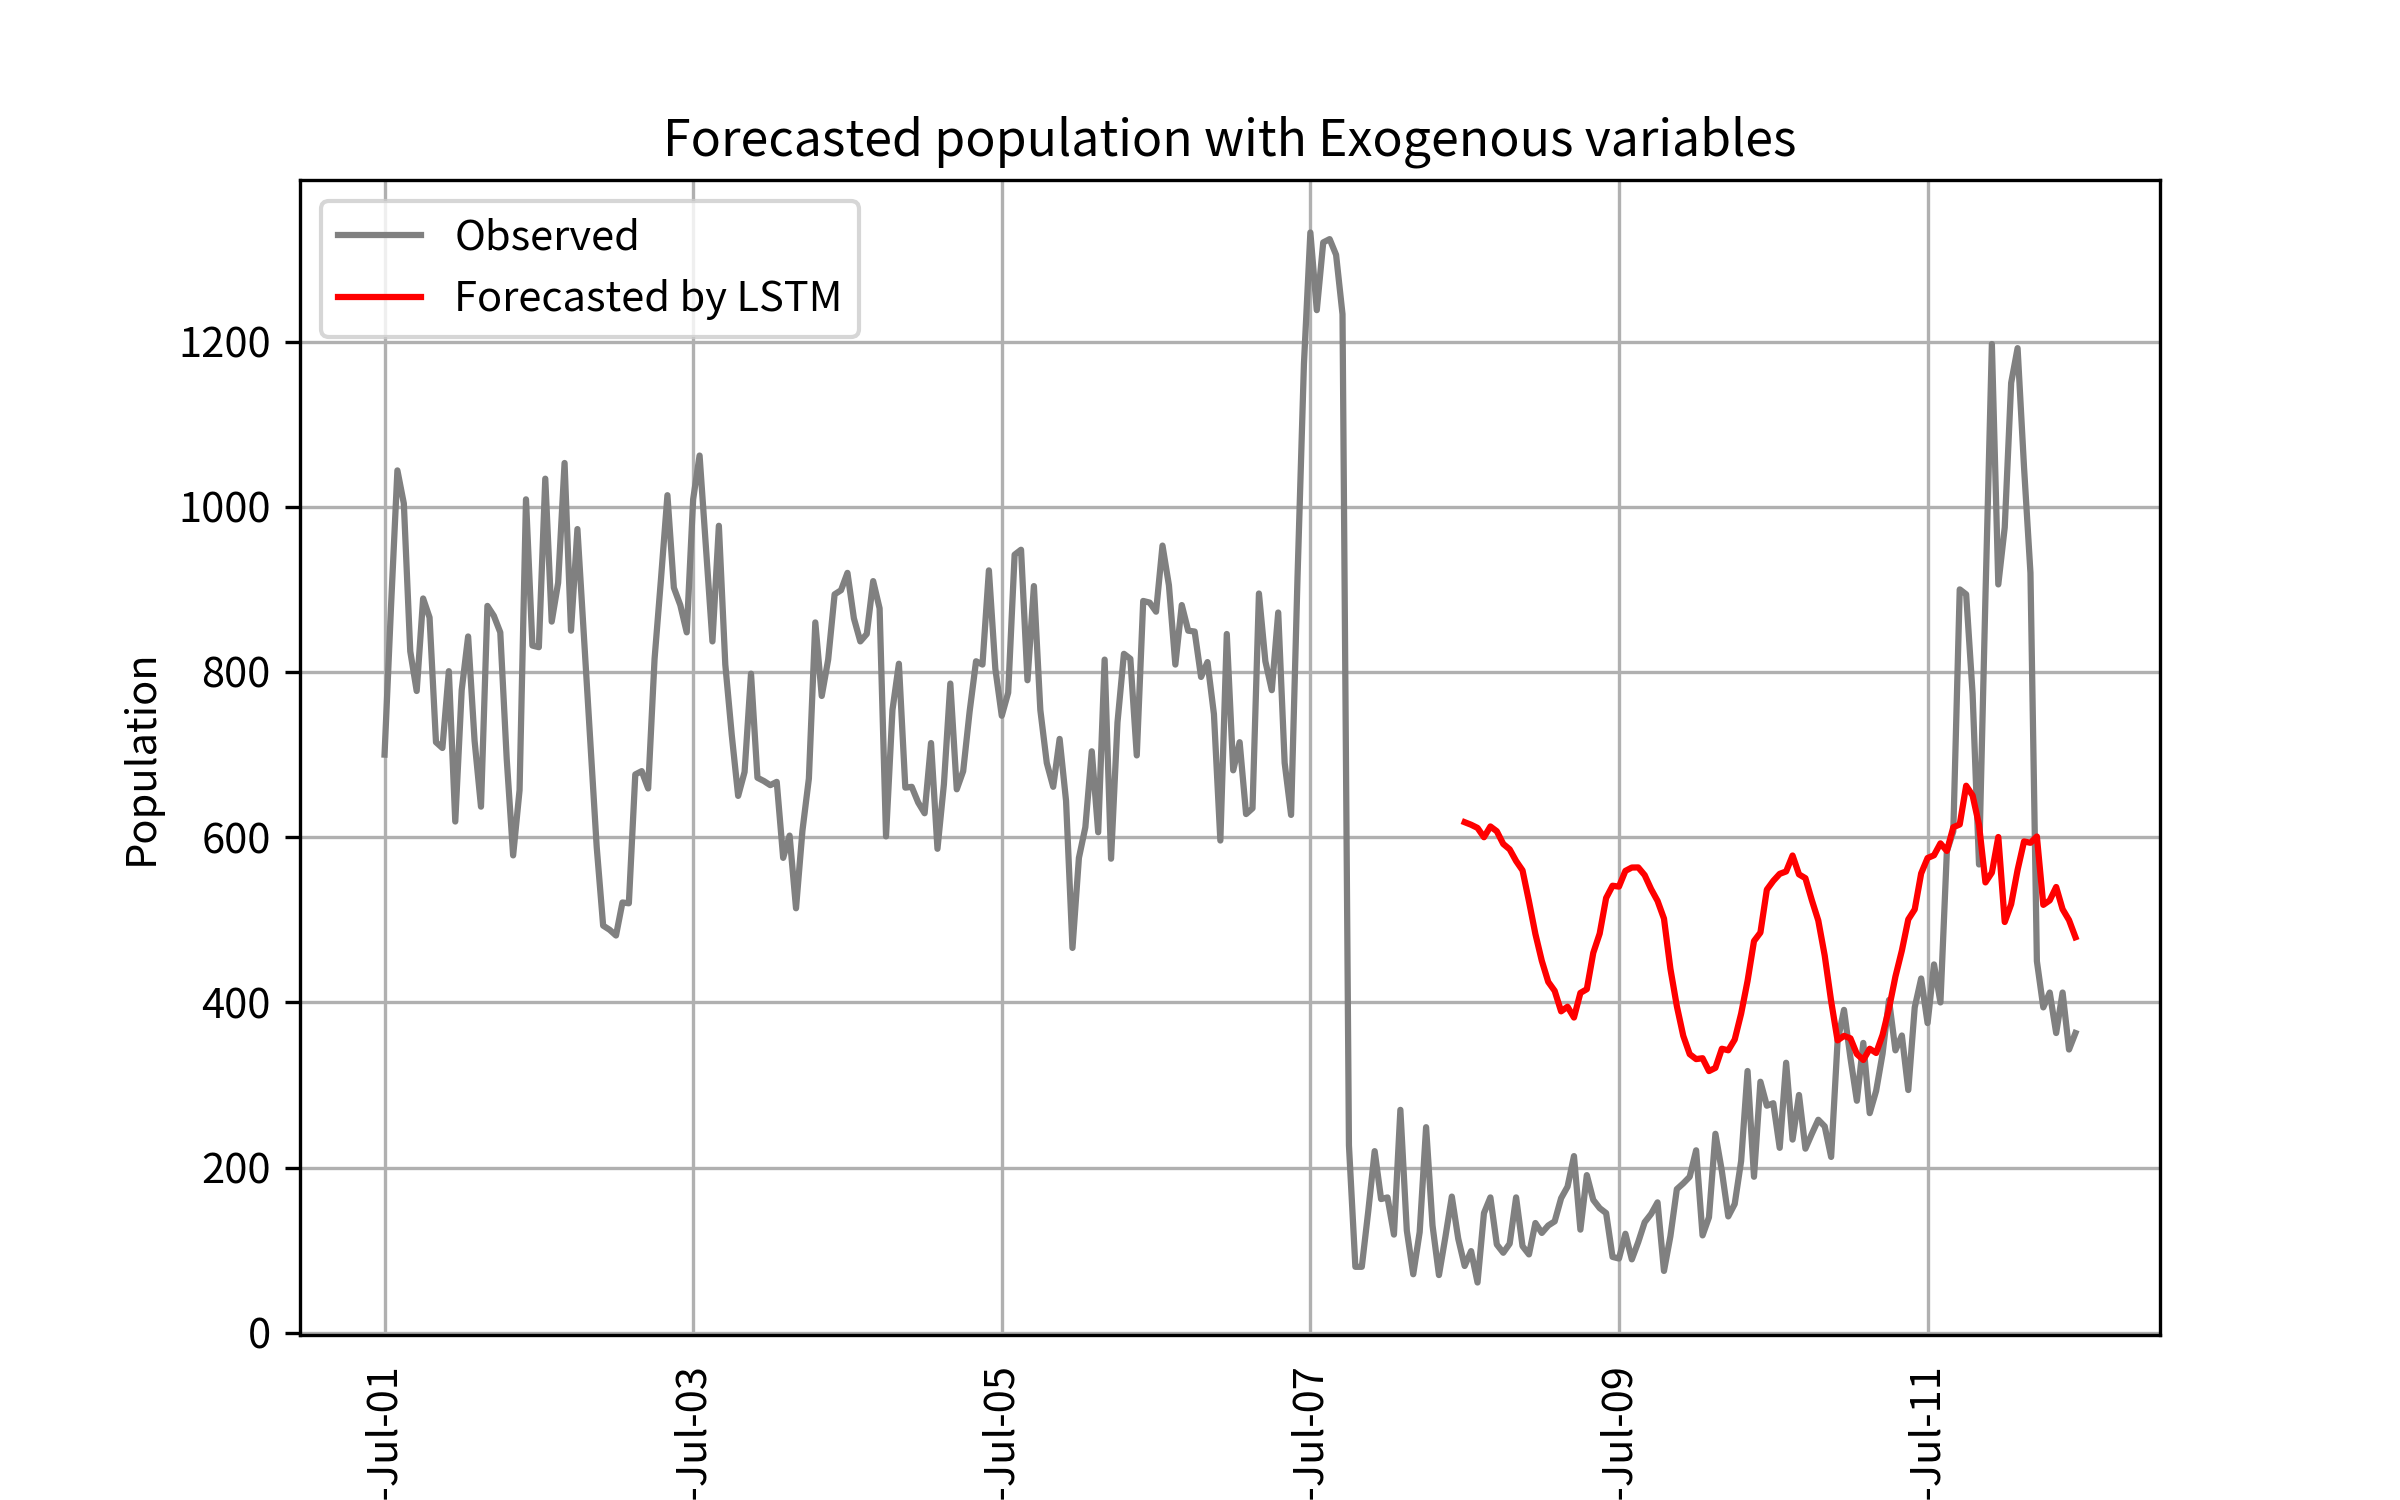 Forecasted population with Exogenous variables
Observed
Forecasted by LSTM
1200
1000
800
600
400
200
0
Population
-Jul-01
-Jul-03
-Jul-05
-Jul-07
-Jul-09
-Jul-11